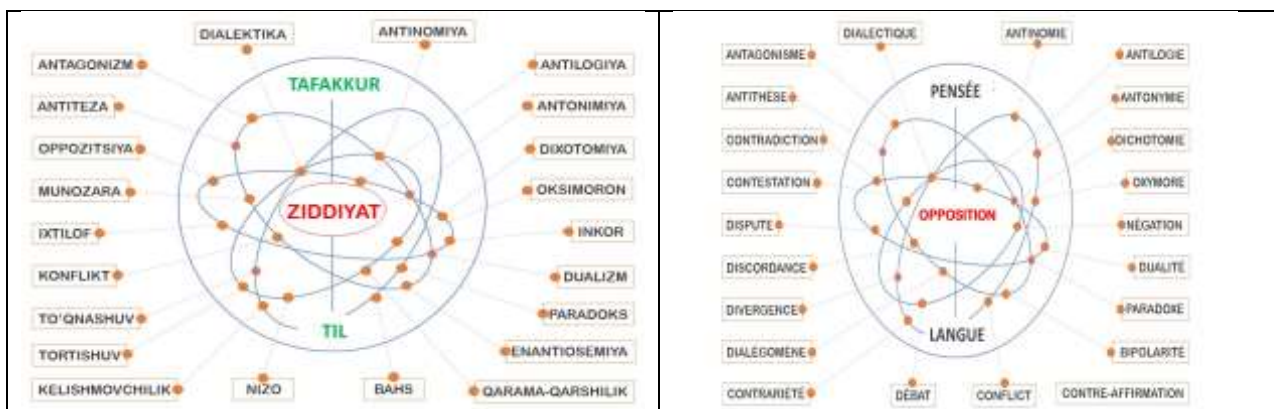 DIALEKTIKA
ANTINOMIYA
ANTAGONIZM
TAFAKKUR
ANTILOGIYA
ANTITEZA
ANTONIMIYA
OPPOZITSIYA
DIXOTOMIYA
MUNOZARA
OKSIMORON
ZIDDIYAT
IXTILOF
INKOR
KONFLIKT
DUALIZM
TO'QNASHUV
PARADOKS
TIL
TORTISHUV
ENANTIOSEMIYA
KELISHMOVCHILIK
NIZO
BAHS
QARAMA-QARSHILIK
DIALECTIQUE
ANTINOMIE
ANTAGONISME
ANTILOGIE
PENSÉE
ANTITHÈSE
ANTONYMIE
CONTRADICTION
DICHOTOMIE
CONTESTATION
OXYMORE
OPPOSITION
DISPUTE
NÉGATION
DISCORDANCE
DUALITÉ
DIVERGENCE
PARADOXE
LANGUE
DIALÉGOMÈNE
BIPOLARITÉ
CONTRARIÉTÉ
DÉBAT
CONFLICT
CONTRE-AFFIRMATION